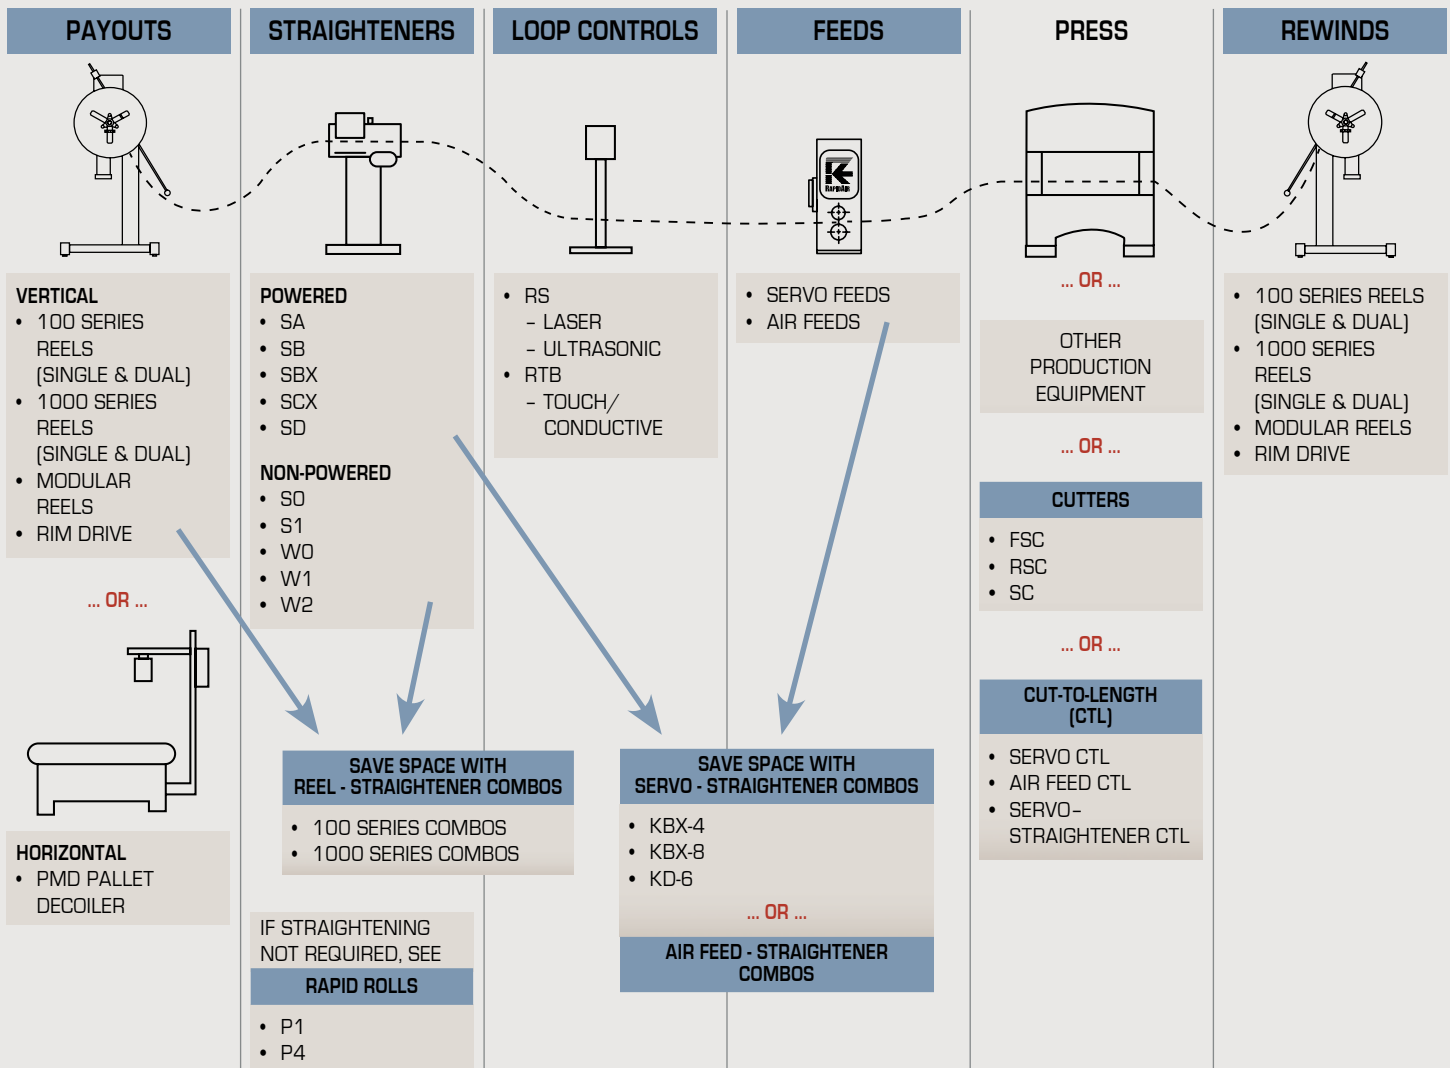 PAYOUTS
VERTICAL
• 100 SERIES
REELS
(SINGLE & DUAL)
• 1000 SERIES
REELS
(SINGLE & DUAL)
• MODULAR
REELS
• RIM DRIVE
... OR ...
HORIZONTAL
• PMD PALLET
DECOILER
STRAIGHTENERS
POWERED
• SA
• SB
• SBX
• SCX
• SD
NON-POWERED
• S0
• S1
• W0
• W1
• W2
SAVE SPACE WITH
REEL - STRAIGHTENER COMBOS
• 100 SERIES COMBOS
• 1000 SERIES COMBOS
IF STRAIGHTENING
NOT REQUIRED, SEE
RAPID ROLLS
• P1
• P4
LOOP CONTROLS
• RS
– LASER
– ULTRASONIC
• RTB
– TOUCH/
CONDUCTIVE
FEEDS
RAPIDAIR
• SERVO FEEDS
• AIR FEEDS
SAVE SPACE WITH
SERVO - STRAIGHTENER COMBOS
• KBX-4
• KBX-8
• KD-6
... OR ...
AIR FEED - STRAIGHTENER
COMBOS
PRESS
... OR ...
OTHER
PRODUCTION
EQUIPMENT
... OR ...
CUTTERS
• FSC
• RSC
• SC
... OR ...
CUT-TO-LENGTH
(CTL)
• SERVO CTL
• AIR FEED CTL
• SERVO–
STRAIGHTENER CTL
REWINDS
• 100 SERIES REELS
(SINGLE & DUAL)
• 1000 SERIES
REELS
(SINGLE & DUAL)
• MODULAR REELS
• RIM DRIVE